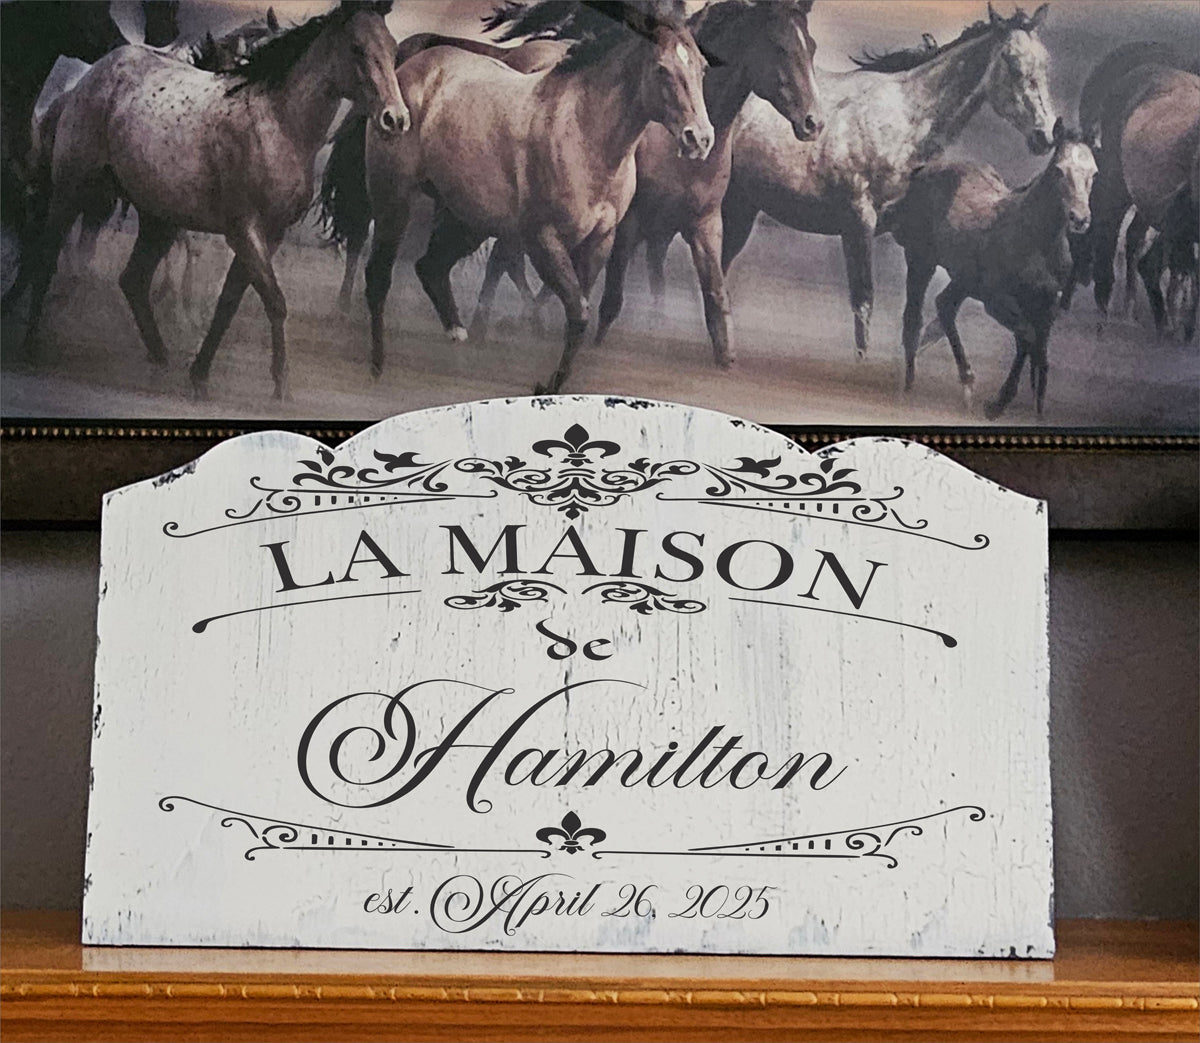 LA MAISON
de
Hamilton
est. April 26, 2025